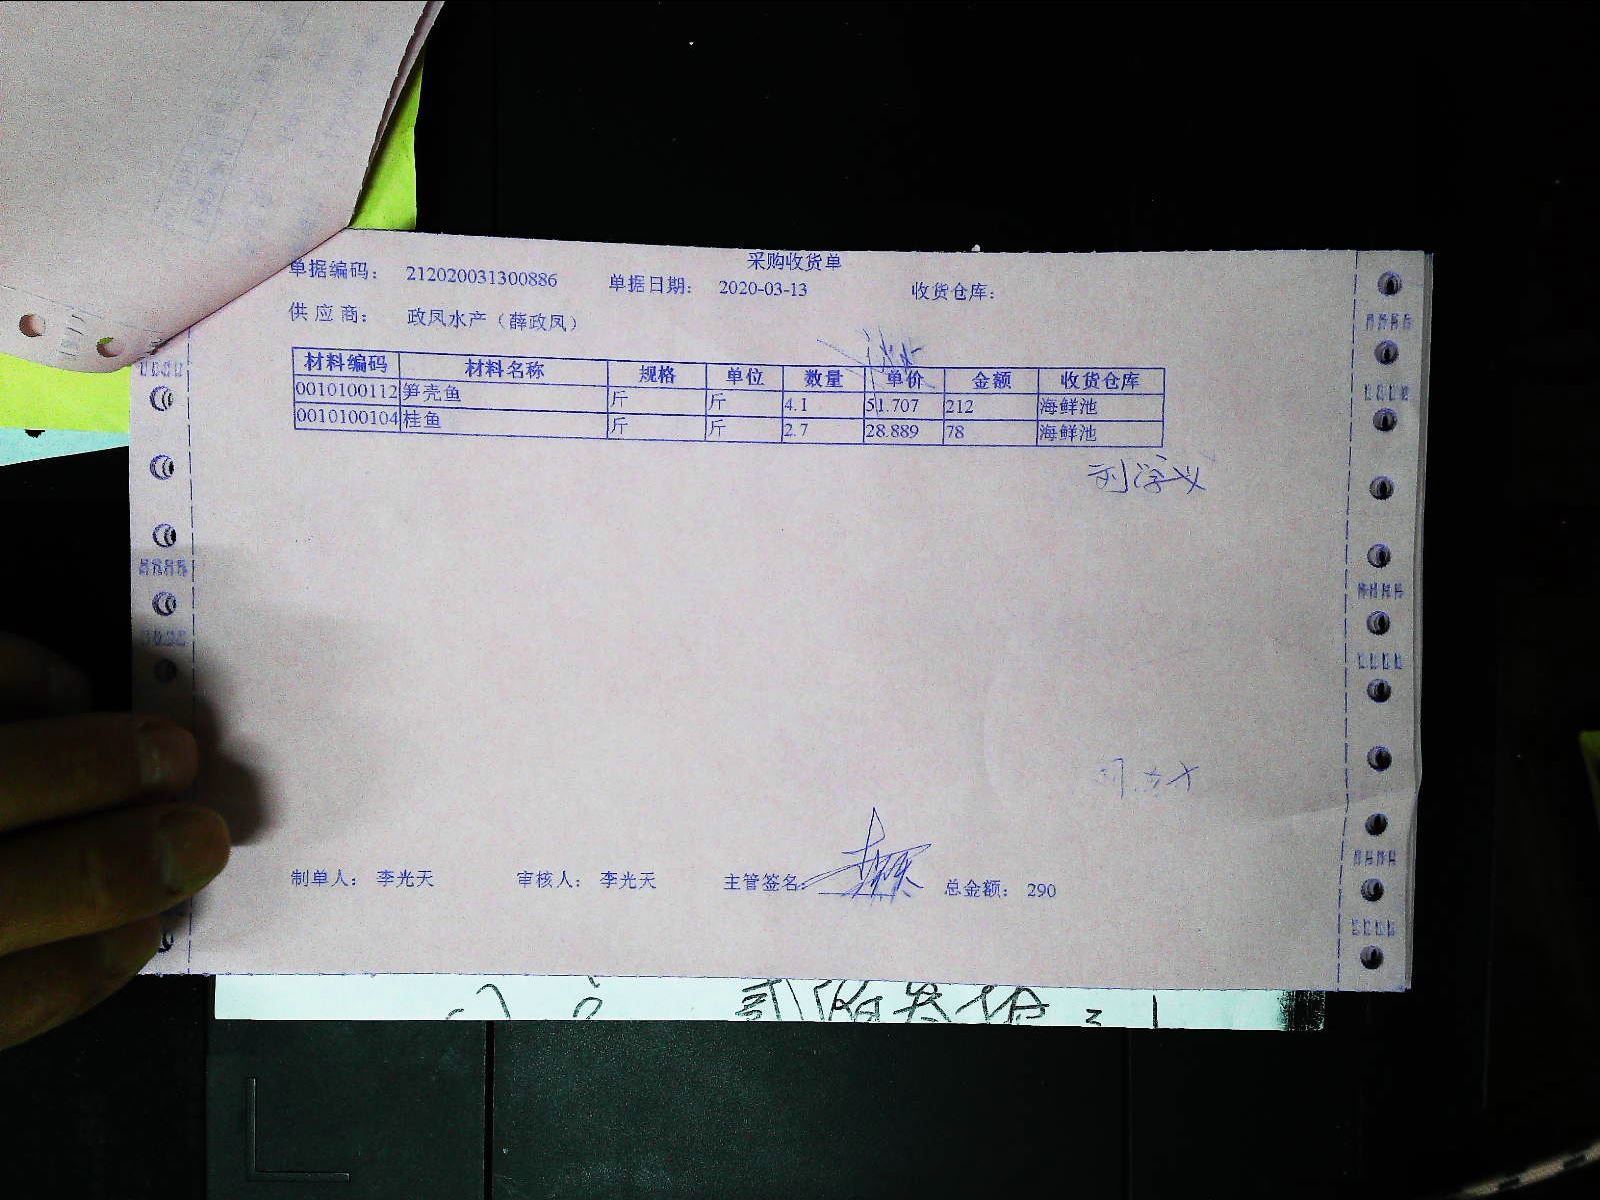 采购收货单
单据编码： 212020031300886 单据日期： 2020-03-13 收货仓库：
供应商： 政凤水产（薛政凤）
材料编码 材料名称 规格 单位 数量 单价 金额 收货仓库
0010100112 笋壳鱼 斤 斤 4.1 51.707 212 海鲜池
0010100104 桂鱼 斤 斤 2.7 28.889 78 海鲜池
制单人： 李光天 审核人： 李光天 主管签名 总金额： 290